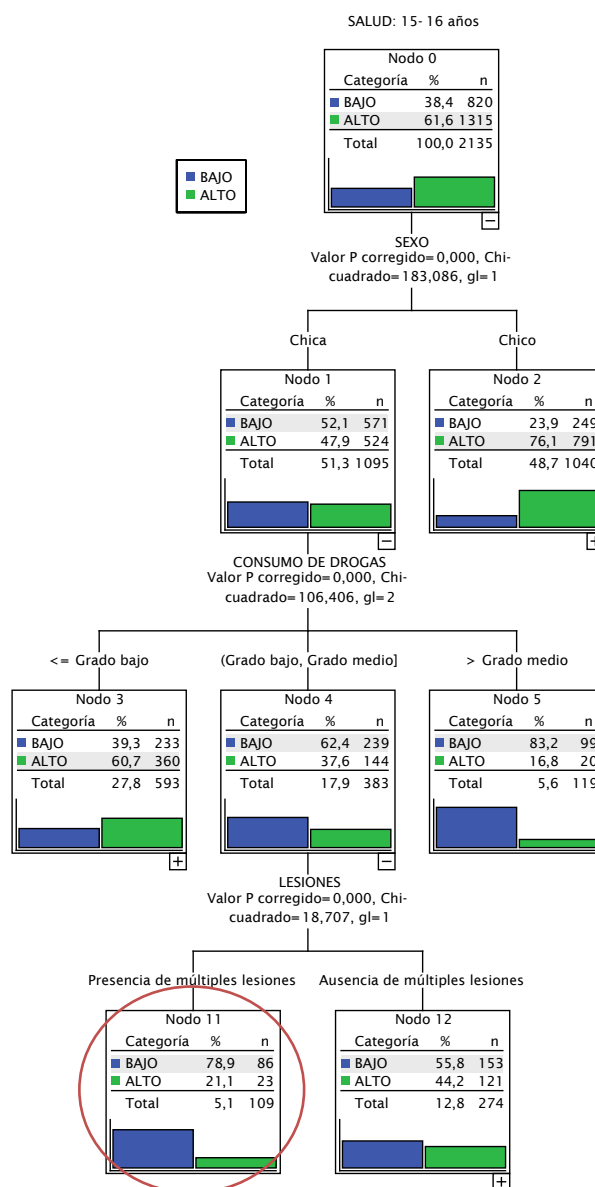 SALUD: 15- 16 años
Nodo 0
Categoría % n
BAJO 38,4 820
ALTO 61,6 1315
Total 100,0 2135
BAJO
ALTO
SEXO
Valor P corregido=0,000, Chi-
cuadrado=183,086, gl=1
Chica Chico
Nodo 1
Categoría % n
BAJO 52,1 571
ALTO 47,9 524
Total 51,3 1095
Nodo 2
Categoría % n
BAJO 23,9 249
ALTO 76,1 791
Total 48,7 1040
CONSUMO DE DROGAS
Valor P corregido=0,000, Chi-
cuadrado=106,406, gl=2
<= Grado bajo (Grado bajo, Grado medio] > Grado medio
Nodo 3
Categoría % n
BAJO 39,3 233
ALTO 60,7 360
Total 27,8 593
Nodo 4
Categoría % n
BAJO 62,4 239
ALTO 37,6 144
Total 17,9 383
Nodo 5
Categoría % n
BAJO 83,2 99
ALTO 16,8 20
Total 5,6 119
LESIONES
Valor P corregido=0,000, Chi-
cuadrado=18,707, gl=1
Presencia de múltiples lesiones Ausencia de múltiples lesiones
Nodo 11
Categoría % n
BAJO 78,9 86
ALTO 21,1 23
Total 5,1 109
Nodo 12
Categoría % n
BAJO 55,8 153
ALTO 44,2 121
Total 12,8 274